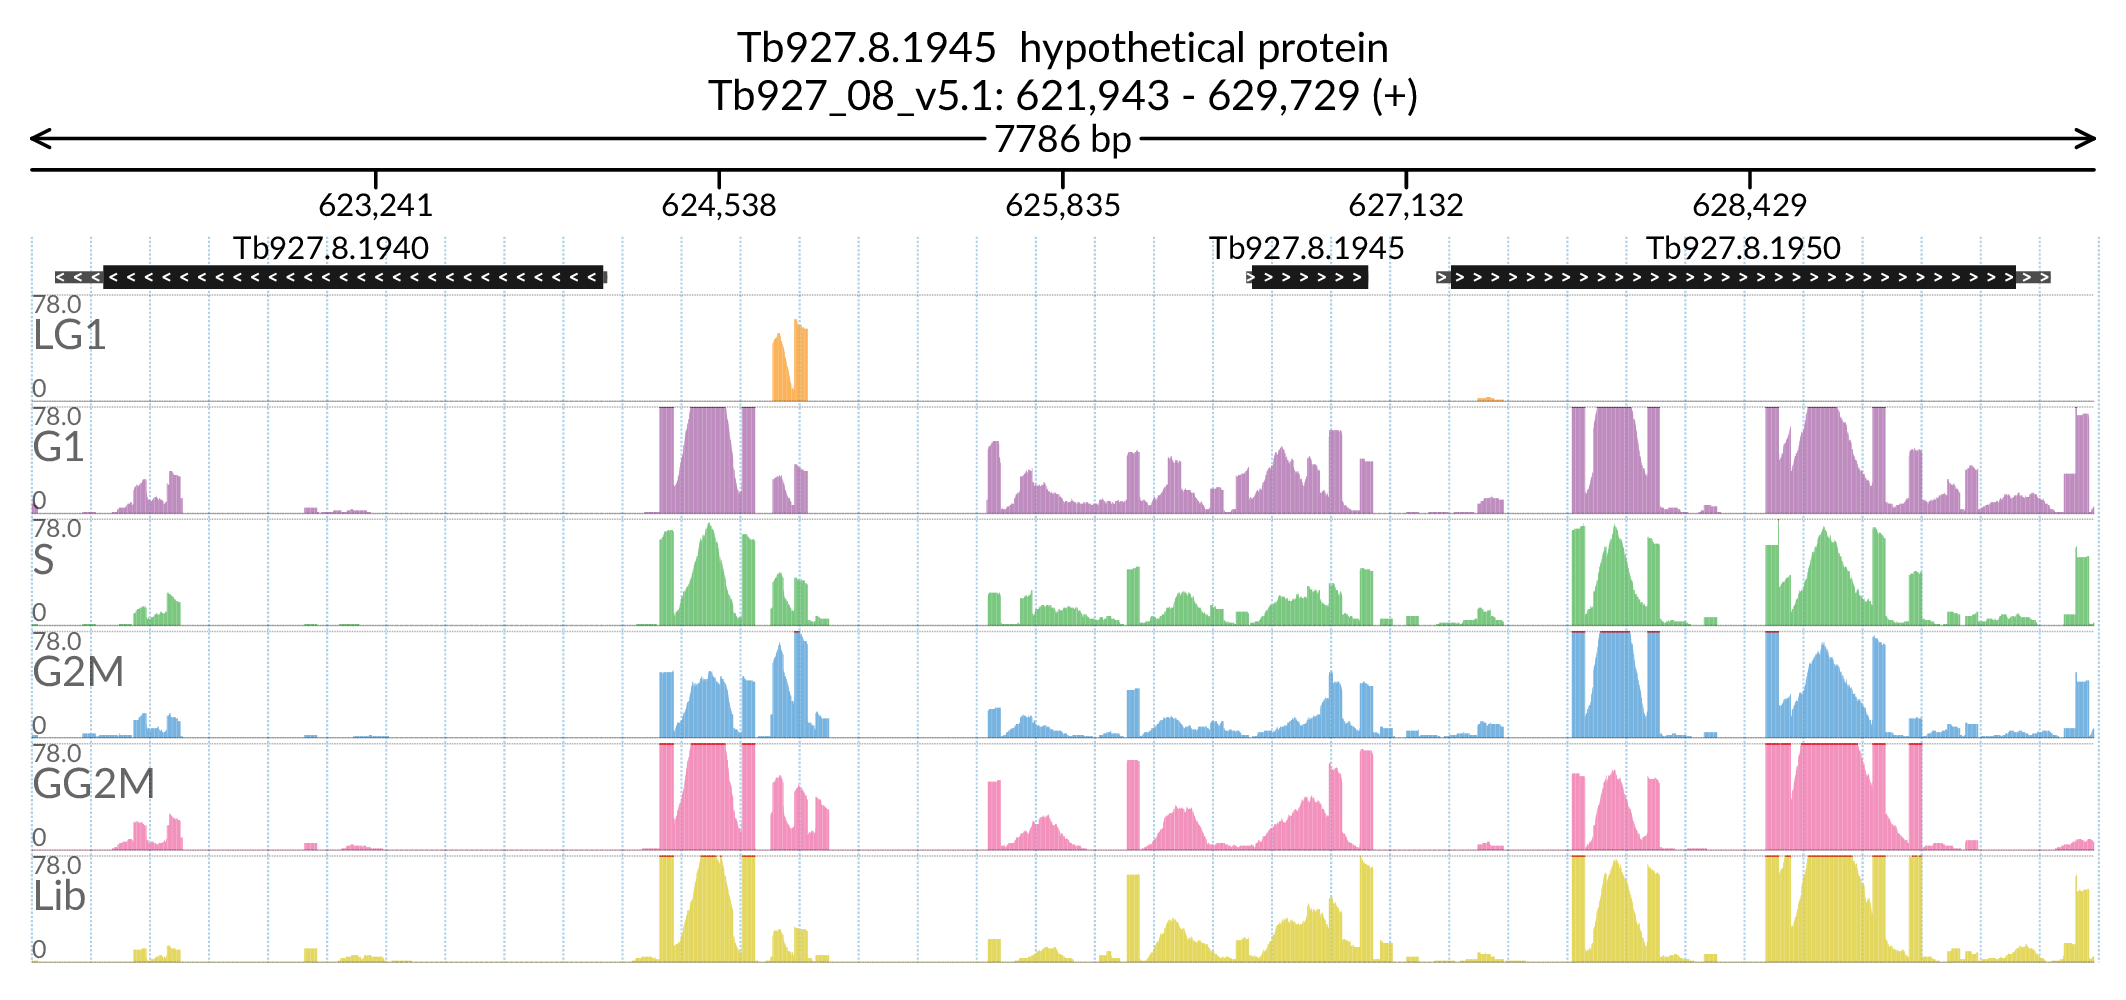 Tb927.8.1945  hypothetical protein
Tb927_08_v5.1: 621,943 - 629,729 (+)
7786 bp
623,241 624,538 625,835 627,132 628,429
Tb927.8.1940 Tb927.8.1945 Tb927.8.1950
78.0
LG1
0
78.0
G1
0
78.0
S
0
78.0
G2M
0
78.0
GG2M
0
78.0
Lib
0